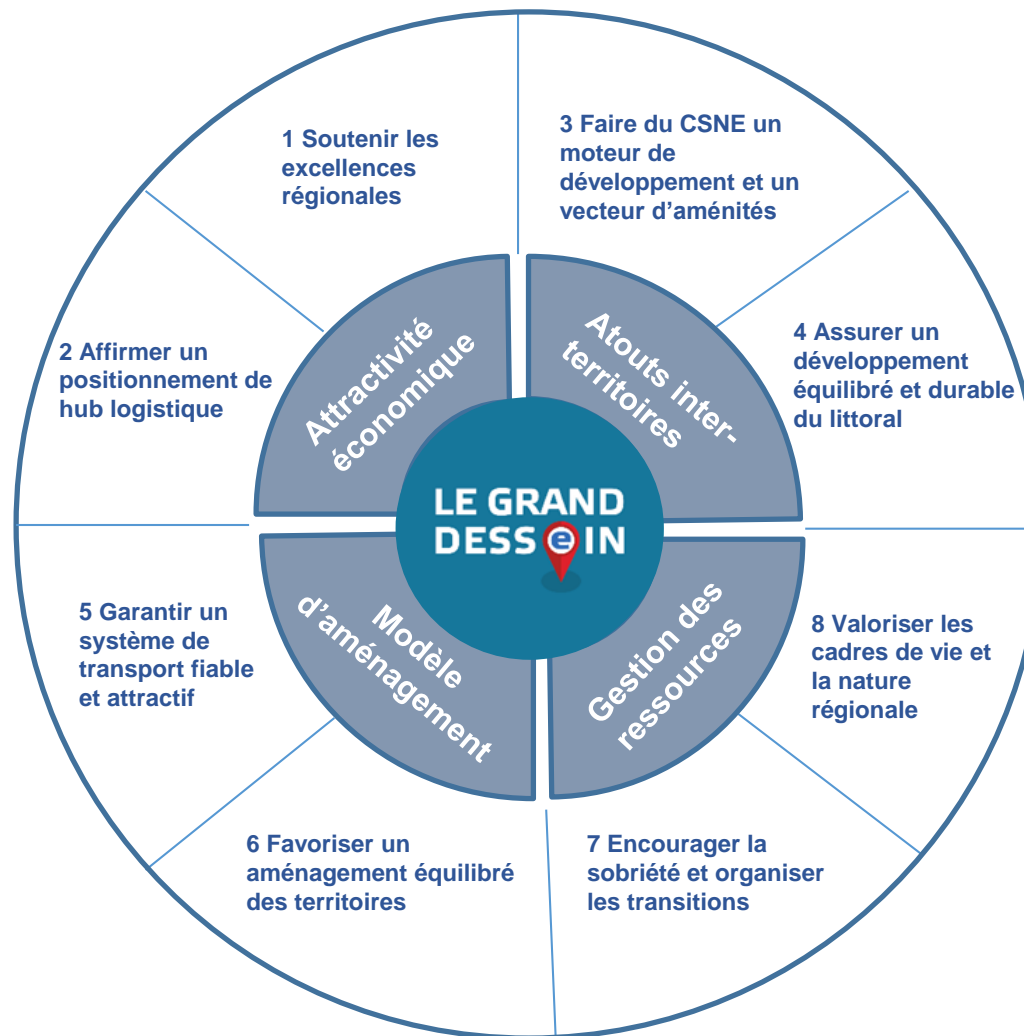 1 Soutenir les
excellences
régionales
3 Faire du CSNE un
moteur de
développement et un
vecteur d’aménités
2 Affirmer un
positionnement de
hub logistique
4 Assurer un
développement
équilibré et durable
du littoral
Attractivité
économique
Atouts inter-
territoires
LE GRAND
DESSeIN
Modèle
d’aménagement
Gestion des
ressources
5 Garantir un
système de
transport fiable
et attractif
8 Valoriser les
cadres de vie et
la nature
régionale
6 Favoriser un
aménagement équilibré
des territoires
7 Encourager la
sobriété et organiser
les transitions